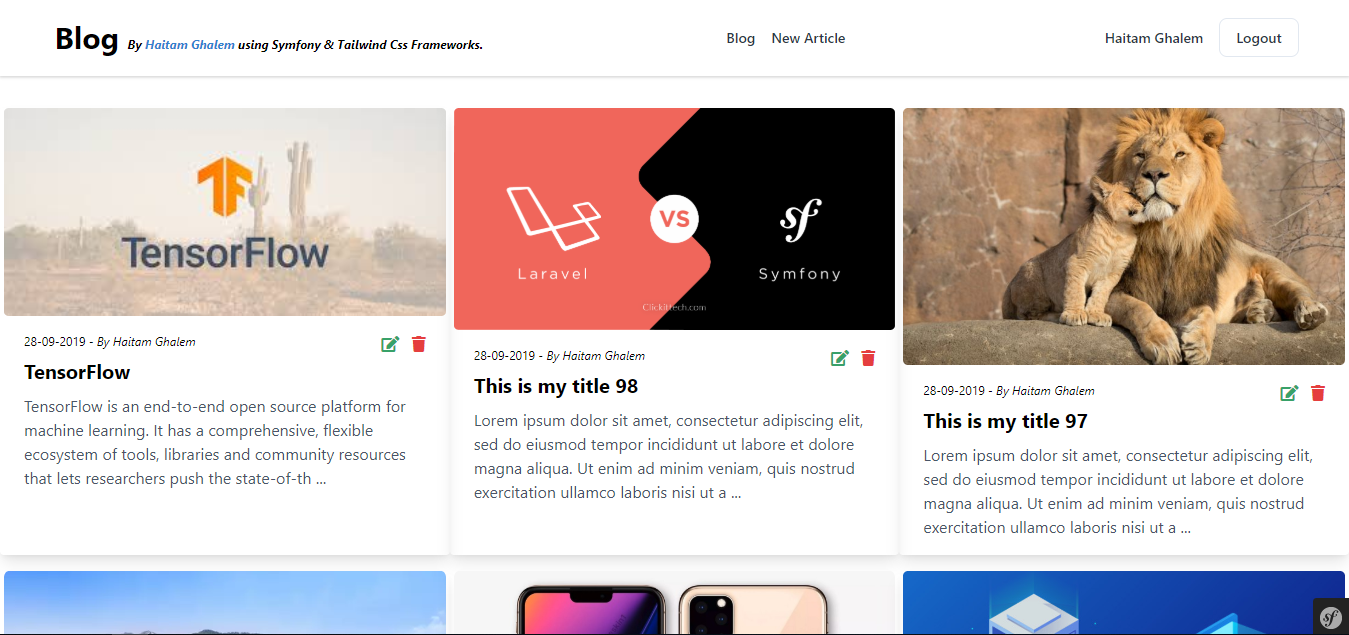 Blog By Haitam Ghalem using Symfony & Tailwind Css Frameworks.
Blog New Article
Haitam Ghalem Logout
TensorFlow
28-09-2019 - By Haitam Ghalem
TensorFlow
TensorFlow is an end-to-end open source platform for
machine learning. It has a comprehensive, flexible
ecosystem of tools, libraries and community resources
that lets researchers push the state-of-th ...
Laravel
VS
sf
Symfony
Clickittech.com
28-09-2019 - By Haitam Ghalem
This is my title 98
Lorem ipsum dolor sit amet, consectetur adipiscing elit,
sed do eiusmod tempor incididunt ut labore et dolore
magna aliqua. Ut enim ad minim veniam, quis nostrud
exercitation ullamco laboris nisi ut a ...
28-09-2019 - By Haitam Ghalem
This is my title 97
Lorem ipsum dolor sit amet, consectetur adipiscing elit,
sed do eiusmod tempor incididunt ut labore et dolore
magna aliqua. Ut enim ad minim veniam, quis nostrud
exercitation ullamco laboris nisi ut a ...
sf